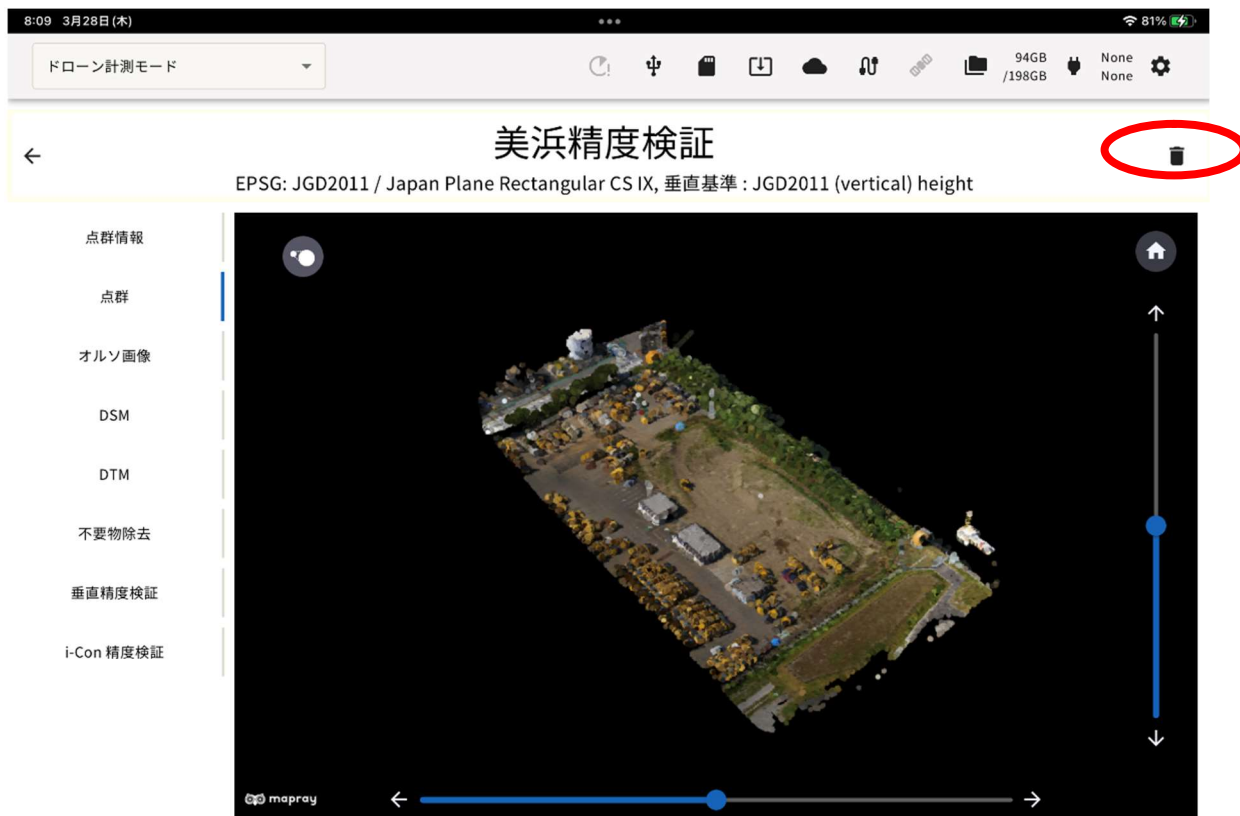 8:09 3月28日(木)
81%
ドローン計測モード
94GB
/198GB
None
None
美浜精度検証
EPSG: JGD2011 / Japan Plane Rectangular CS IX, 垂直基準 : JGD2011 (vertical) height
点群情報
点群
オルソ画像
DSM
DTM
不要物除去
垂直精度検証
i-Con 精度検証
mapray